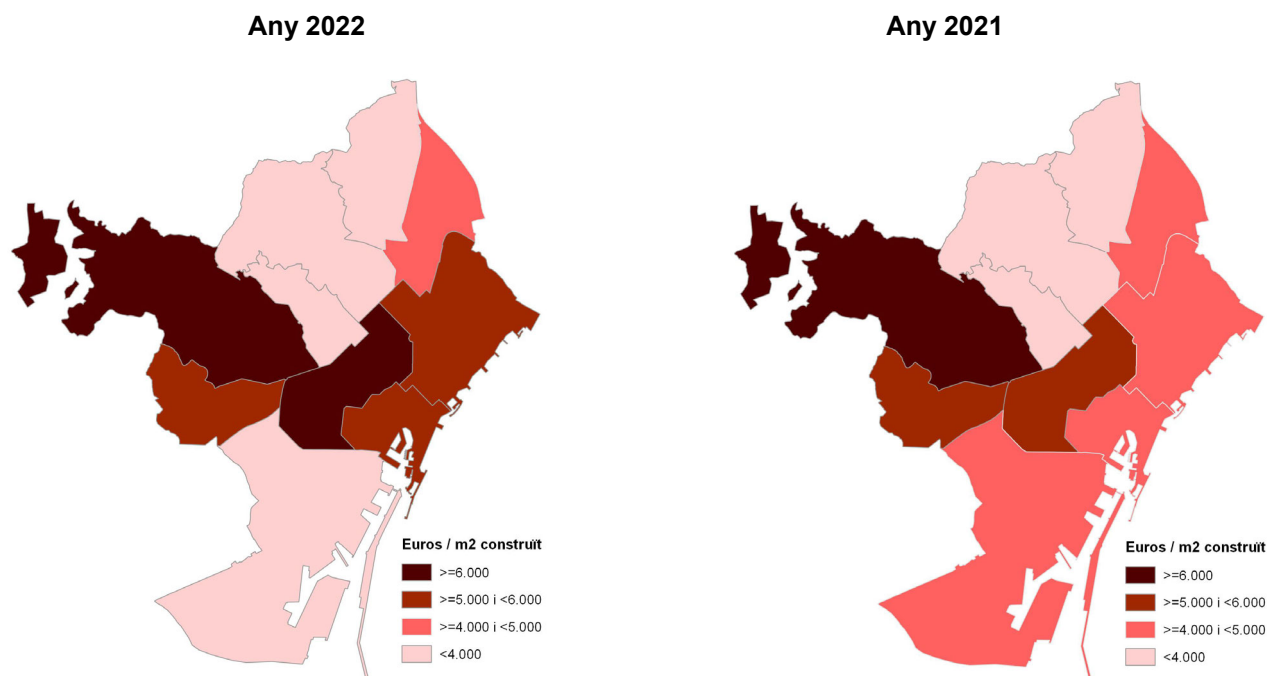 Any 2022
Any 2021
Euros / m2 construït
>=6.000
>=5.000 i <6.000
>=4.000 i <5.000
<4.000
Euros / m2 construït
>=6.000
>=5.000 i <6.000
>=4.000 i <5.000
<4.000